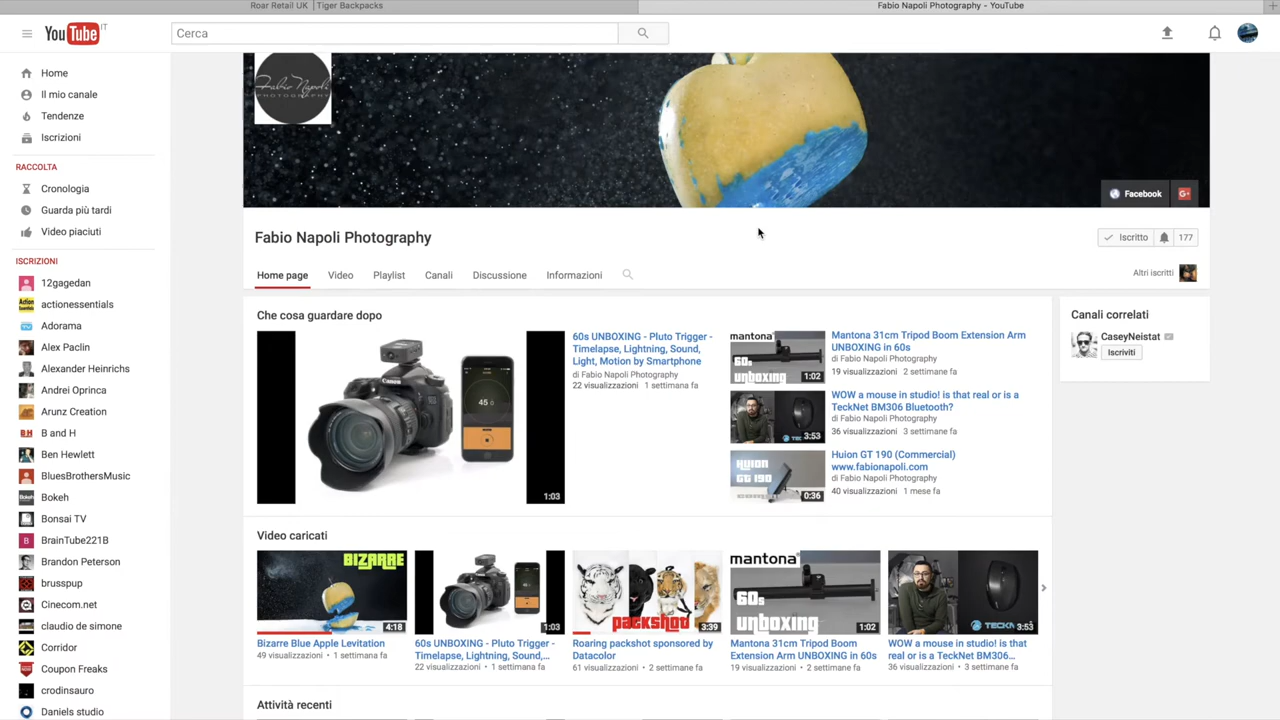 Roar Retail UK | Tiger Backpacks
Fabio Napoli Photography - YouTube
YouTube IT
Cerca
Home
Il mio canale
Tendenze
Iscrizioni
RACCOLTA
Cronologia
Guarda più tardi
Video piaciuti
ISCRIZIONI
12gagedan
actionessentials
Adorama
Alex Paclin
Alexander Heinrichs
Andrei Oprinca
Arunz Creation
B and H
Ben Hewlett
BluesBrothersMusic
Bokeh
Bonsai TV
BrainTube221B
Brandon Peterson
brusspup
Cinecom.net
claudio de simone
Corridor
Coupon Freaks
crodinsauro
Daniels studio
Fabio Napoli
PHOTOGRAPHY
Facebook
G+
Fabio Napoli Photography
Iscritto 177
Home page Video Playlist Canali Discussione Informazioni
Altri iscritti
Che cosa guardare dopo
1:03
60s UNBOXING - Pluto Trigger -
Timelapse, Lightning, Sound,
Light, Motion by Smartphone
di Fabio Napoli Photography
22 visualizzazioni 1 settimana fa
mantona
60s
unboxing
1:02
Mantona 31cm Tripod Boom Extension Arm
UNBOXING in 60s
di Fabio Napoli Photography
19 visualizzazioni 2 settimane fa
3:53
WOW a mouse in studio! is that real or is a
TeckNet BM306 Bluetooth?
di Fabio Napoli Photography
36 visualizzazioni 3 settimane fa
HUION
GT 190
0:36
Huion GT 190 (Commercial)
www.fabionapoli.com
di Fabio Napoli Photography
40 visualizzazioni 1 mese fa
Canali correlati
CaseyNeistat
Iscriviti
Video caricati
BIZARRE
4:18
Bizarre Blue Apple Levitation
49 visualizzazioni • 1 settimana fa
1:03
60s UNBOXING - Pluto Trigger -
Timelapse, Lightning, Sound,...
22 visualizzazioni • 1 settimana fa
PACKSHOT
3:39
Roaring packshot sponsored by
Datacolor
61 visualizzazioni • 2 settimane fa
mantona
60s
unboxing
1:02
Mantona 31cm Tripod Boom
Extension Arm UNBOXING in 60s
19 visualizzazioni • 2 settimane fa
3:53
WOW a mouse in studio! is that
real or is a TeckNet BM306...
36 visualizzazioni • 3 settimane fa
Attività recenti